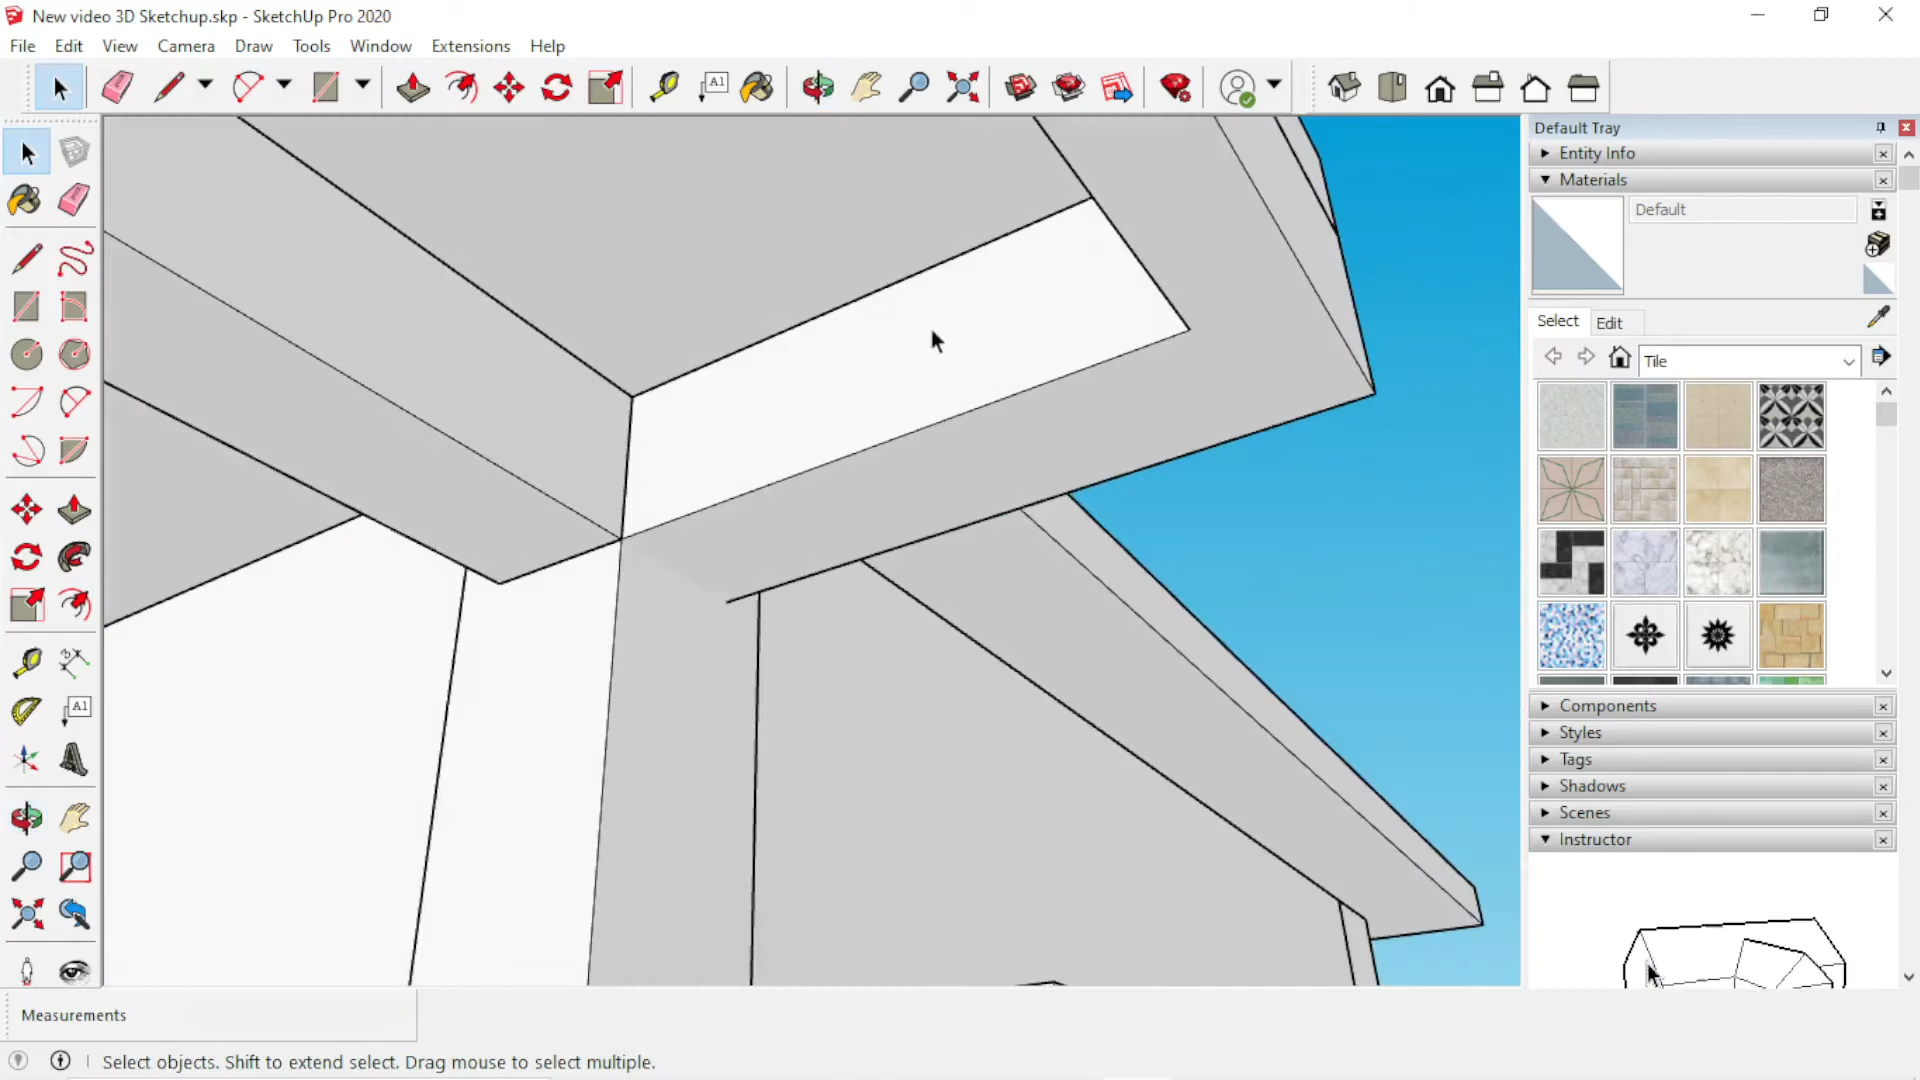 New video 3D Sketchup.skp - SketchUp Pro 2020
File Edit View Camera Draw Tools Window Extensions Help
A1
Default Tray
Entity Info
Materials
Default
Select Edit
Tile
A1
Components
Styles
Tags
Shadows
Scenes
Instructor
Measurements
Select objects. Shift to extend select. Drag mouse to select multiple.